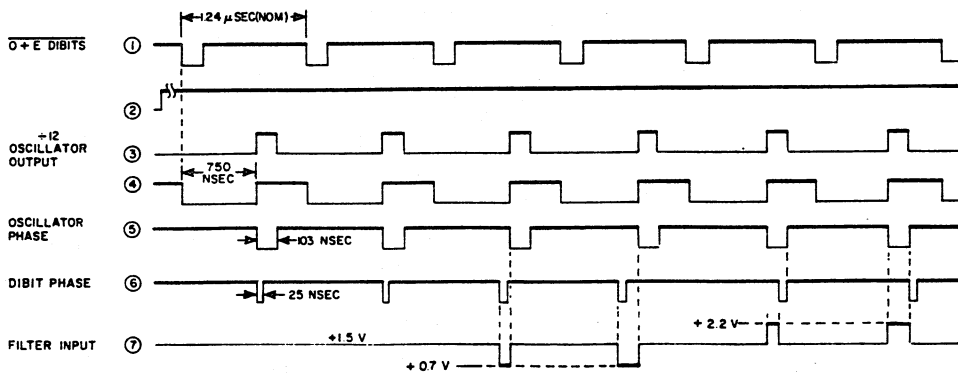 1.24 µ SEC(NOM)
O + E DIBITS ①
②
÷12
OSCILLATOR
OUTPUT
③
750
NSEC
④
OSCILLATOR
PHASE
⑤
103 NSEC
DIBIT PHASE ⑥
25 NSEC
+ 2.2 V
FILTER INPUT ⑦
+1.5 V
+ 0.7 V